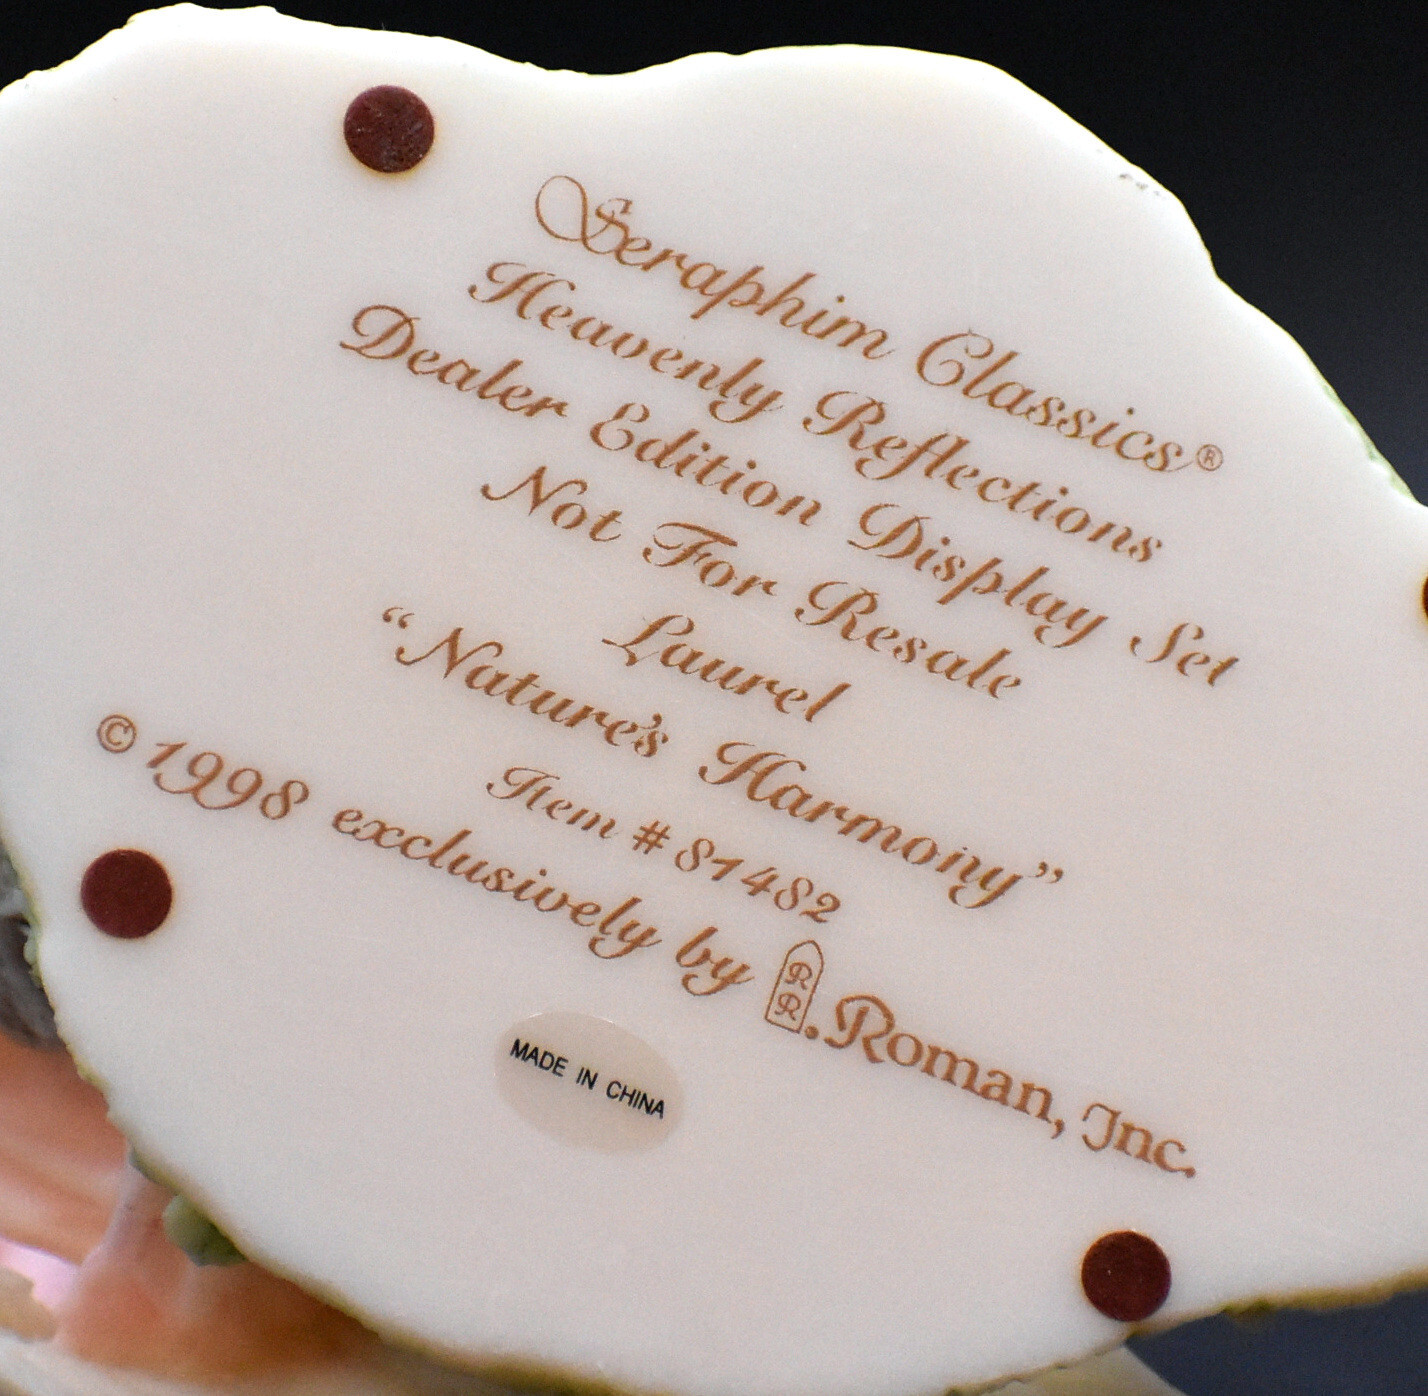 Seraphim Classics®
Heavenly Reflections
Dealer Edition Display Set
Not For Resale
Laurel
“Nature's Harmony”
Item # 81482
© 1998 exclusively by RR.Roman, Inc.
MADE IN CHINA